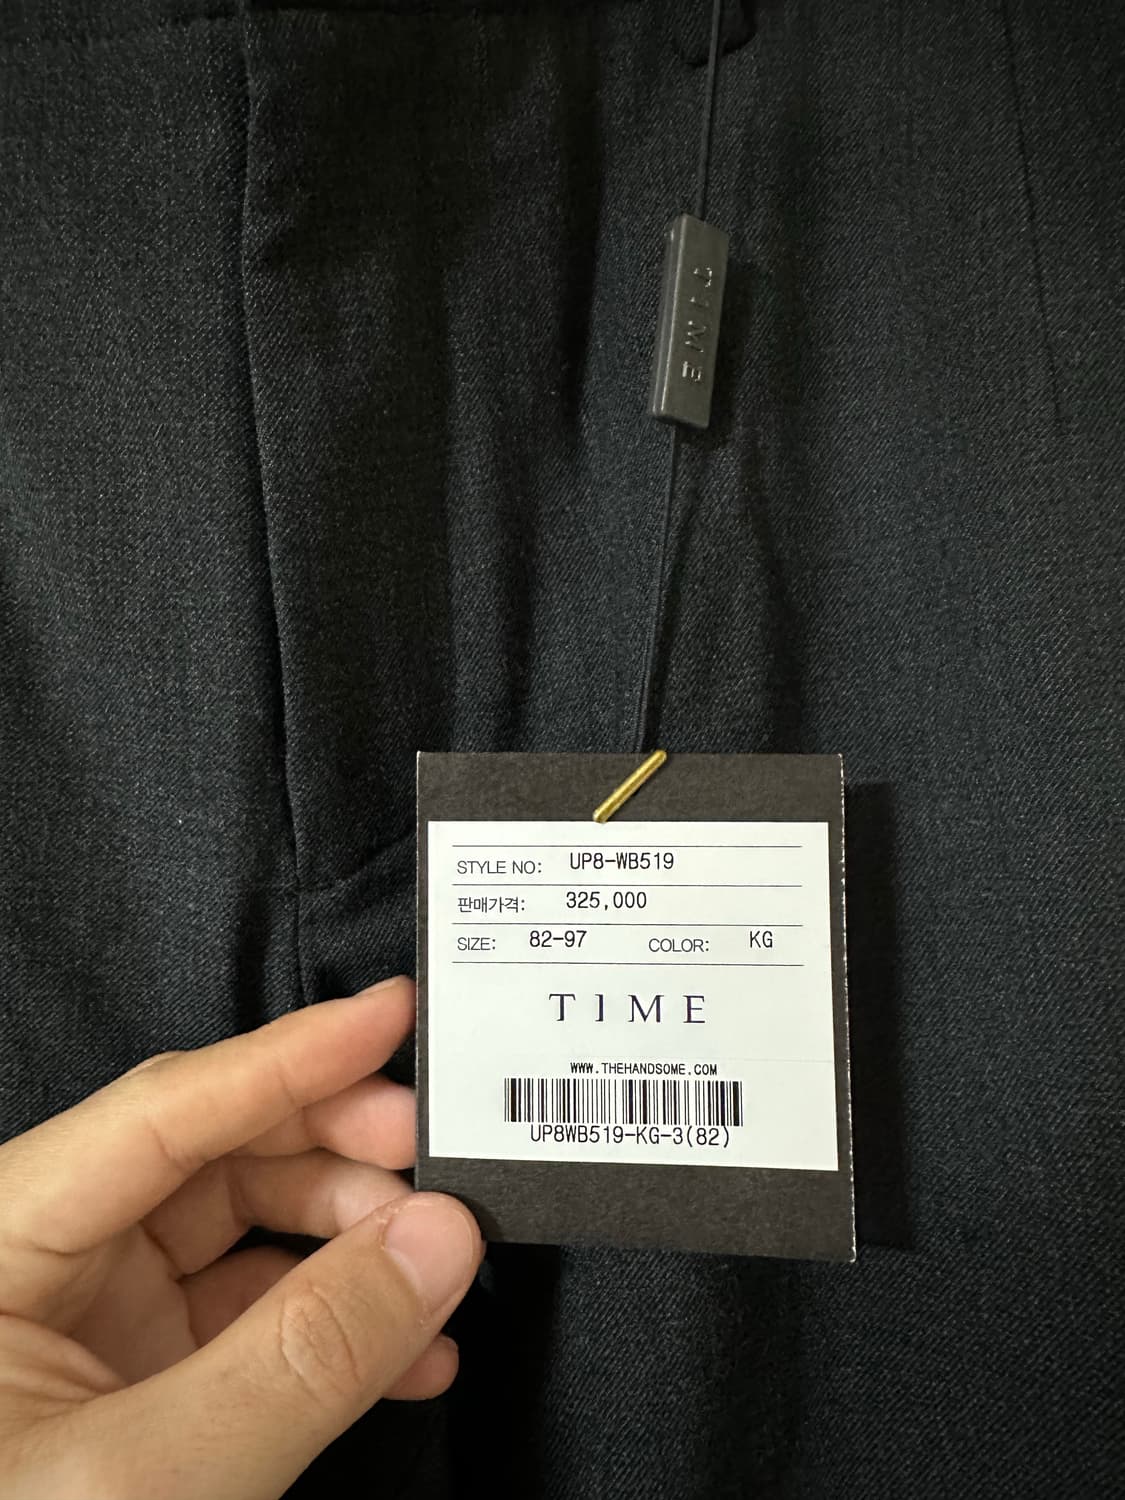 TIME
STYLE NO: UP8-WB519
판매가격: 325,000
SIZE: 82-97 COLOR: KG
TIME
WWW.THEHANDSOME.COM
UP8WB519-KG-3(82)